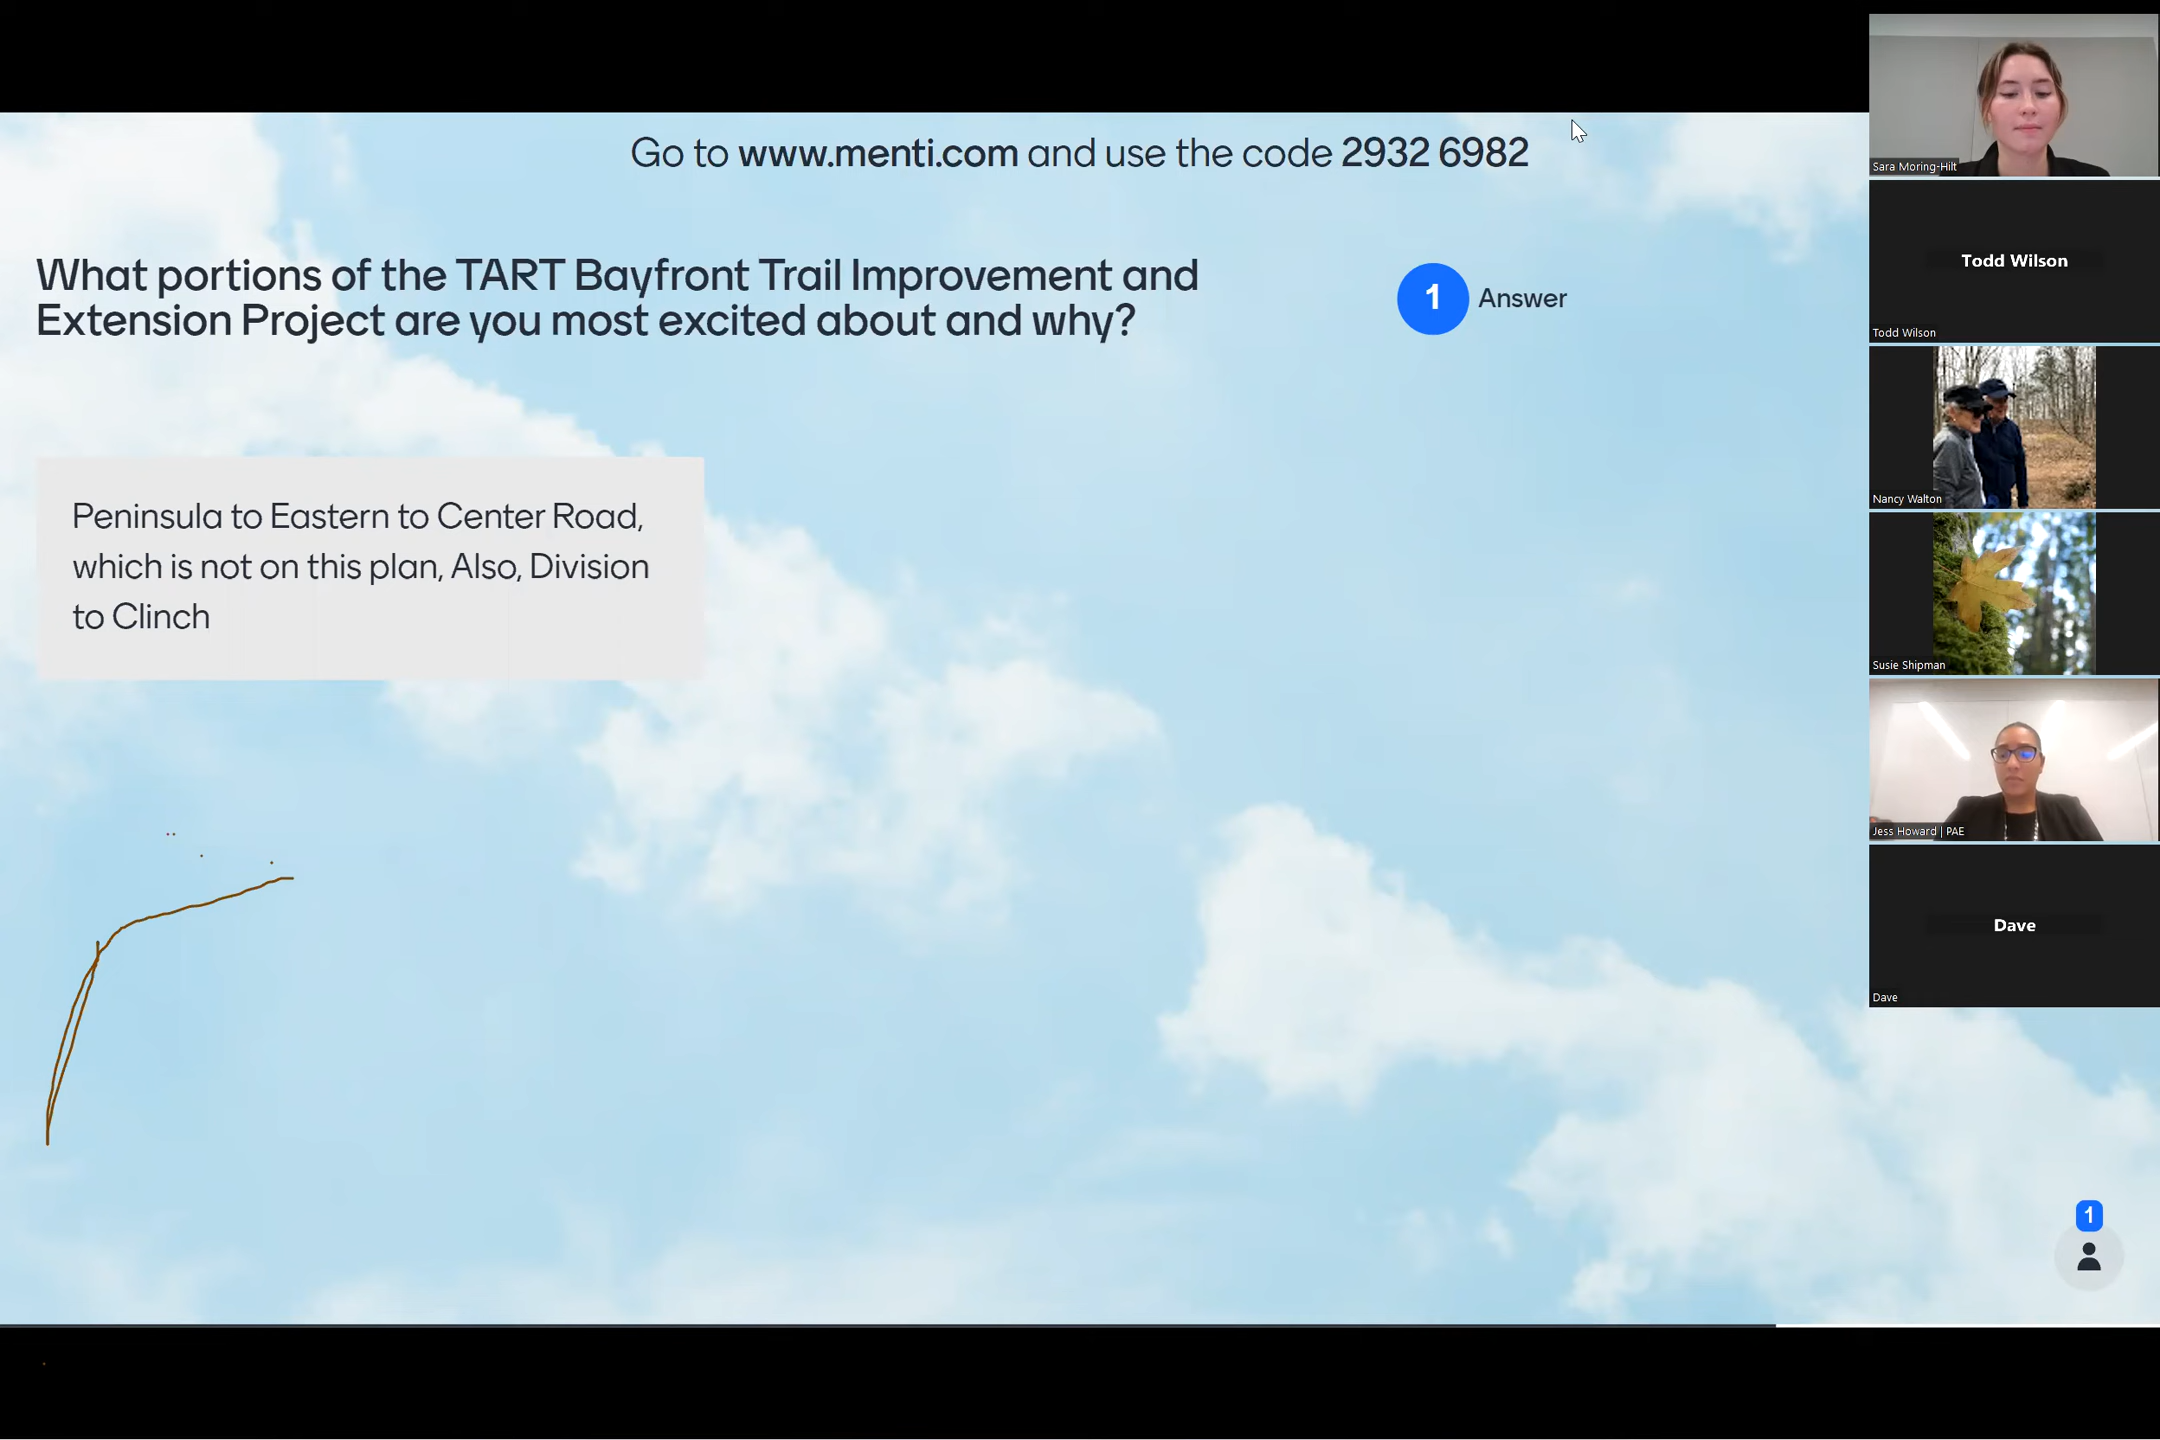 Go to www.menti.com and use the code 2932 6982
What portions of the TART Bayfront Trail Improvement and
Extension Project are you most excited about and why?
1 Answer
Peninsula to Eastern to Center Road,
which is not on this plan, Also, Division
to Clinch
1
Sara Moring-Hilt
Todd Wilson
Todd Wilson
Nancy Walton
Susie Shipman
Jess Howard | PAE
Dave
Dave